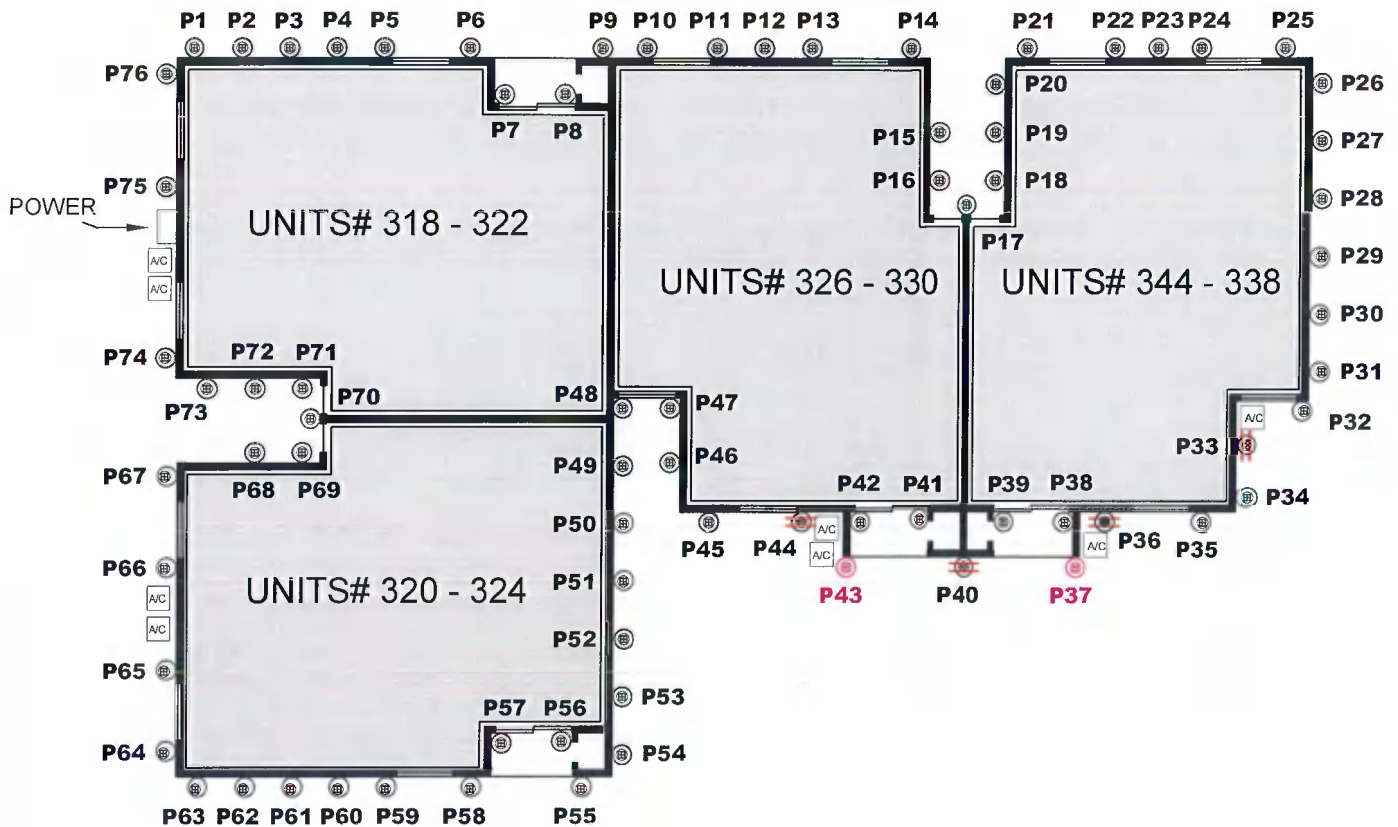 P1 P2 P3 P4 P5 P6 P9 P10 P11 P12 P13 P14 P21 P22 P23 P24 P25
P76 P20 P26
P7 P8 P15 P19 P27
P75 P16 P18 P28
POWER
UNITS# 318 - 322
P17
A/C
P29
A/C
UNITS# 326 - 330 UNITS# 344 - 338
P30
P74 P72 P71 P31
P73 P70 P48 P47 A/C P32
P33
P67 P68 P69 P49 P46
P42 P41 P39 P38 P34
P50 P45 P44 A/C A/C P36 P35
A/C
P66 P51 P43 P40 P37
A/C
UNITS# 320 - 324
A/C
P52
P65 P53
P57 P56
P64 P54
P63 P62 P61 P60 P59 P58 P55